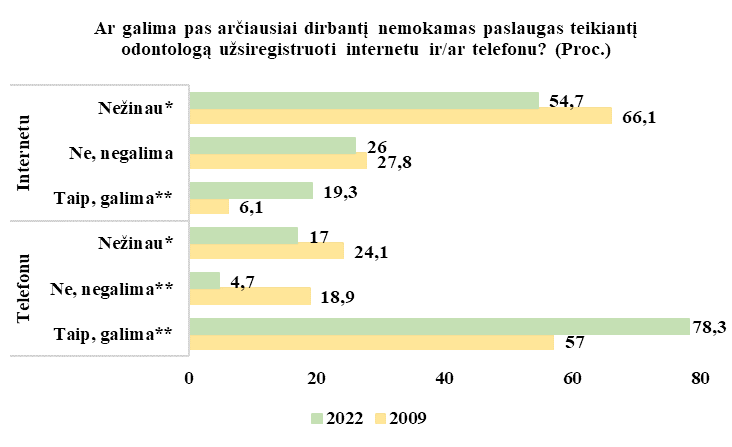 Ar galima pas arčiausiai dirbantį nemokamas paslaugas teikiantį
odontologą užsiregistruoti internetu ir/ar telefonu? (Proc.)
Internetu
Nežinau*
54,7
66,1
Ne, negalima
26
27,8
Taip, galima**
19,3
6,1
Telefonu
Nežinau*
17
24,1
Ne, negalima**
4,7
18,9
Taip, galima**
78,3
57
0 20 40 60 80
2022 2009